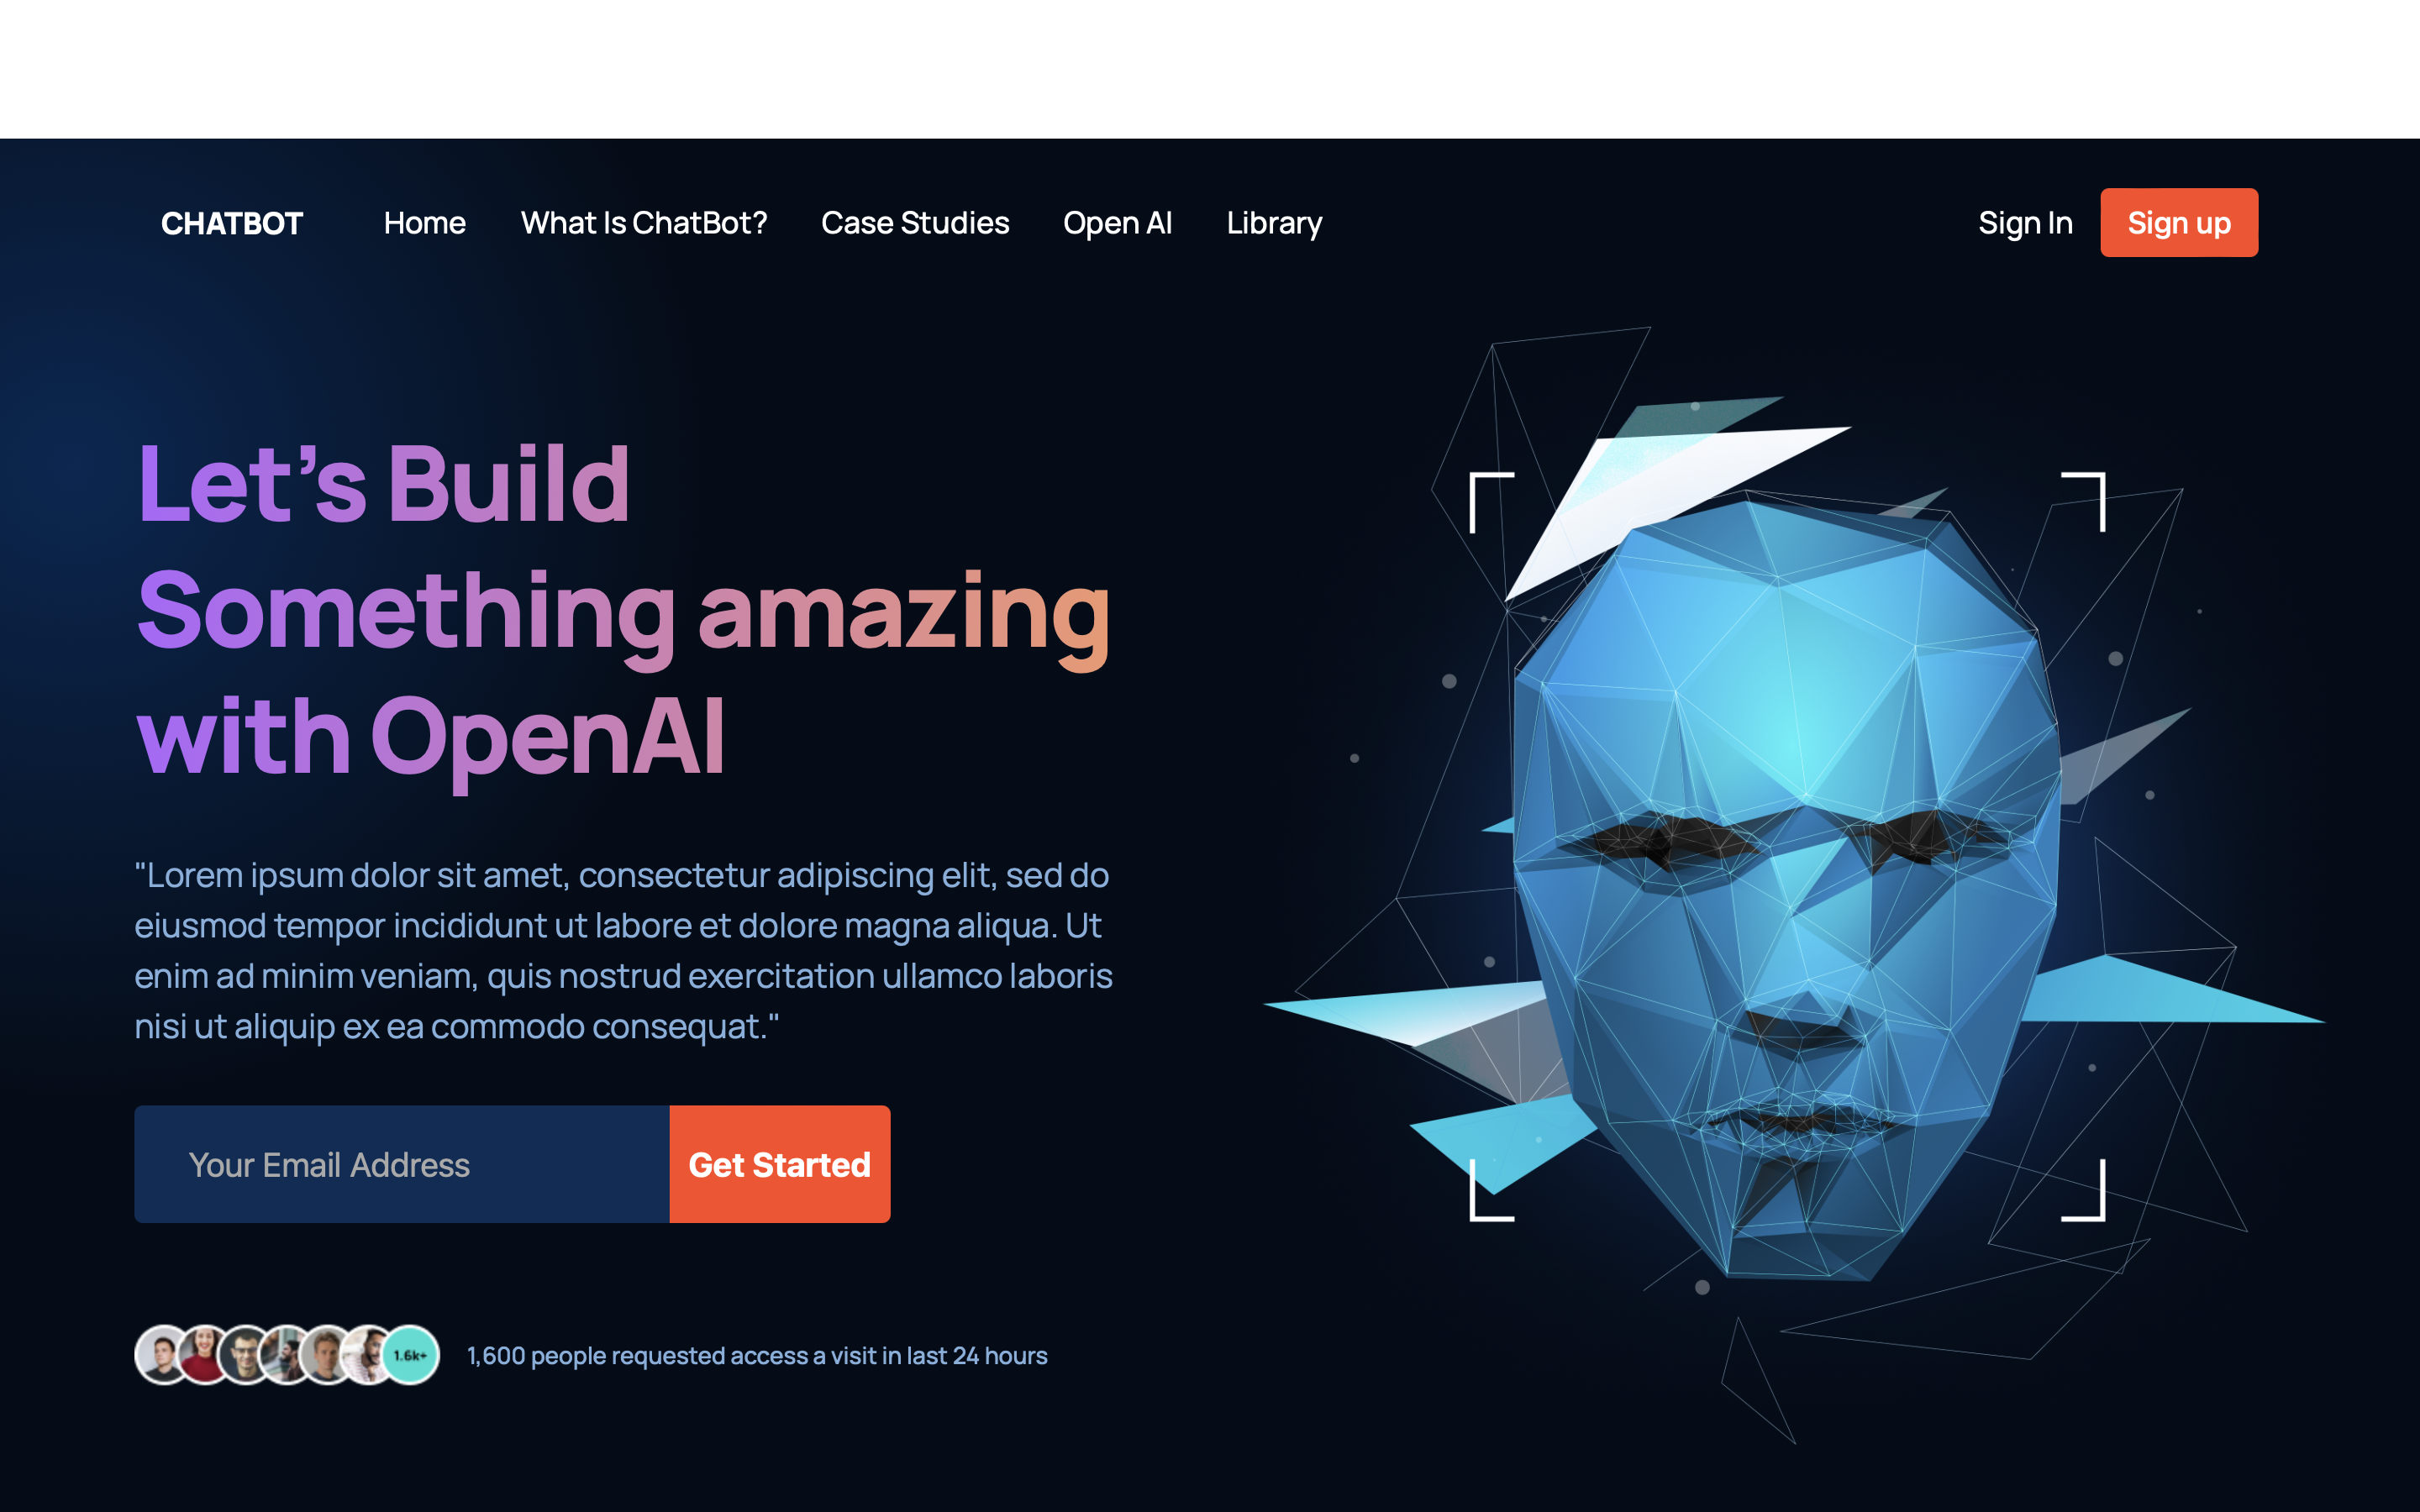 CHATBOT
Home
What Is ChatBot?
Case Studies
Open AI
Library
Sign In
Sign up
Let’s Build
Something amazing
with OpenAI
"Lorem ipsum dolor sit amet, consectetur adipiscing elit, sed do
eiusmod tempor incididunt ut labore et dolore magna aliqua. Ut
enim ad minim veniam, quis nostrud exercitation ullamco laboris
nisi ut aliquip ex ea commodo consequat."
Your Email Address
Get Started
1.6k+
1,600 people requested access a visit in last 24 hours